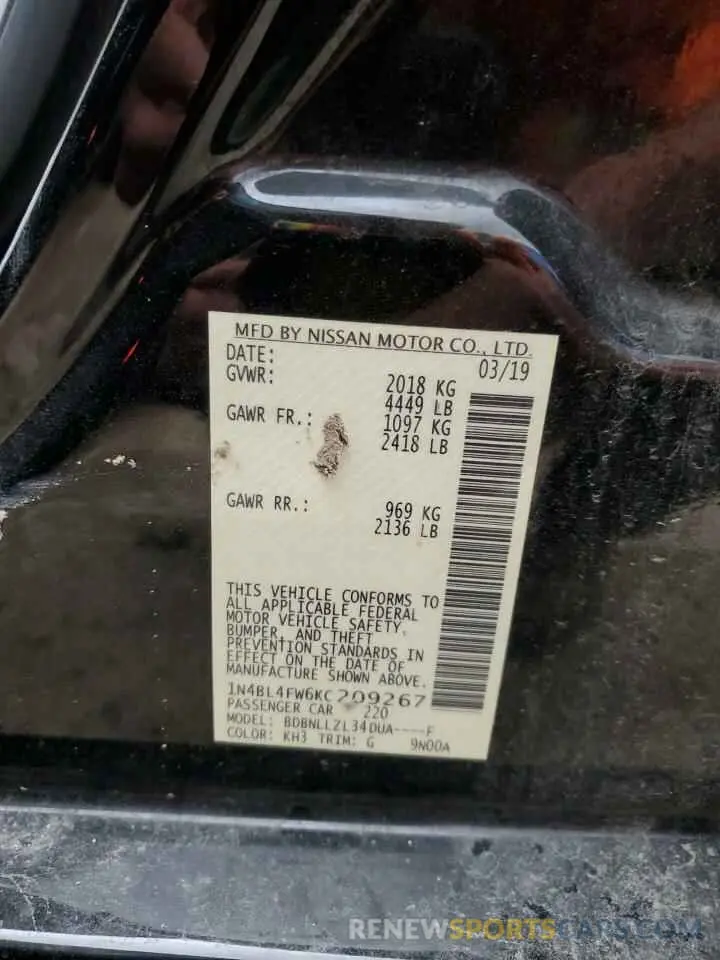 MFD BY NISSAN MOTOR CO., LTD.
DATE: 03/19
GVWR: 2018 KG
4449 LB
GAWR FR.: 1097 KG
2418 LB
GAWR RR.: 969 KG
2136 LB
THIS VEHICLE CONFORMS TO
ALL APPLICABLE FEDERAL
MOTOR VEHICLE SAFETY,
BUMPER, AND THEFT
PREVENTION STANDARDS IN
EFFECT ON THE DATE OF
MANUFACTURE SHOWN ABOVE.
1N4BL4FW6KC209267
PASSENGER CAR 220
MODEL: BDBNLLZL34DUA----F
COLOR: KH3 TRIM: G 9N00A
RENEWSPORTSCARS.COM